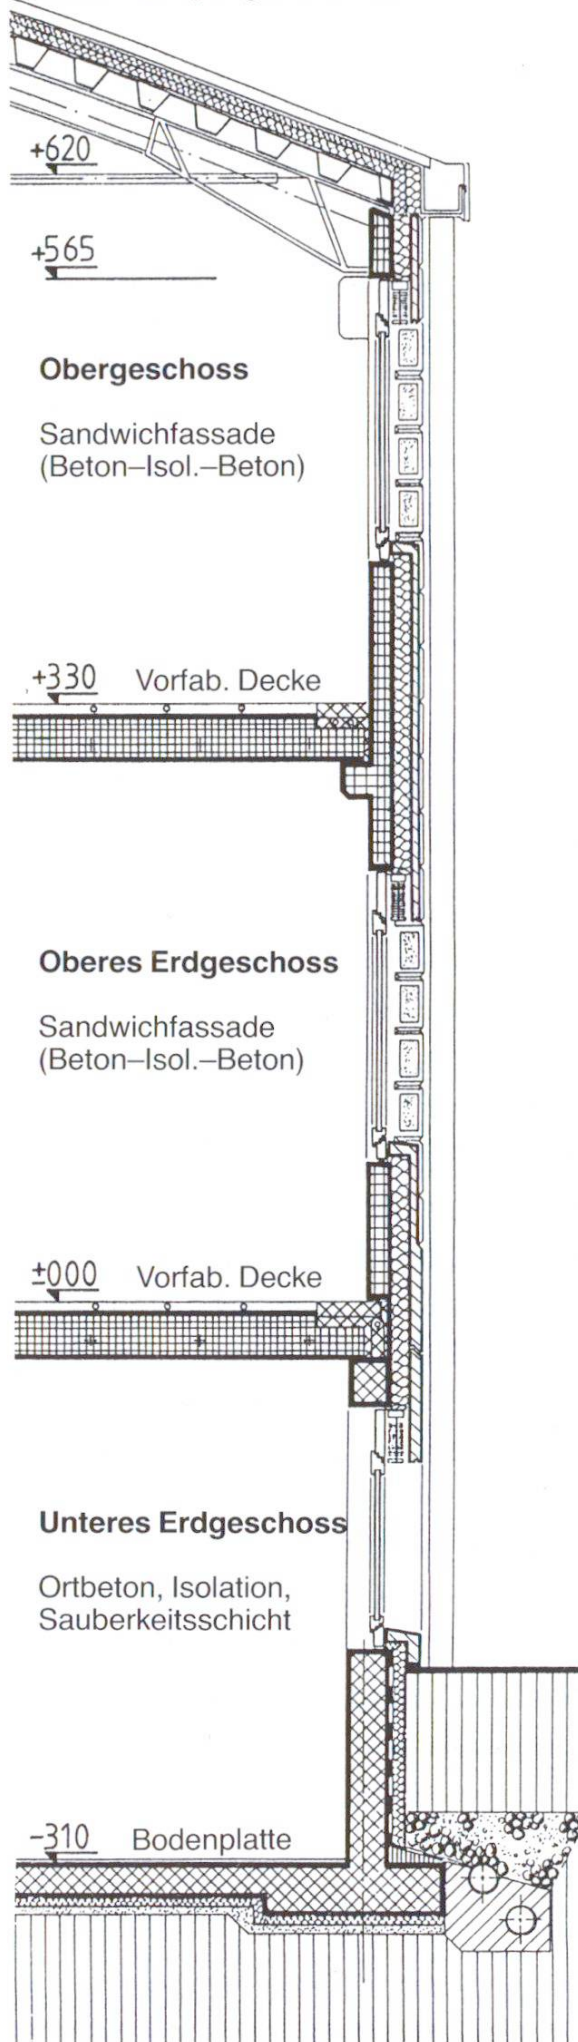 +620
+565
Obergeschoss
Sandwichfassade
(Beton–Isol.–Beton)
+330 Vorfab. Decke
Oberes Erdgeschoss
Sandwichfassade
(Beton–Isol.–Beton)
±000 Vorfab. Decke
Unteres Erdgeschoss
Ortbeton, Isolation,
Sauberkeitsschicht
–310 Bodenplatte